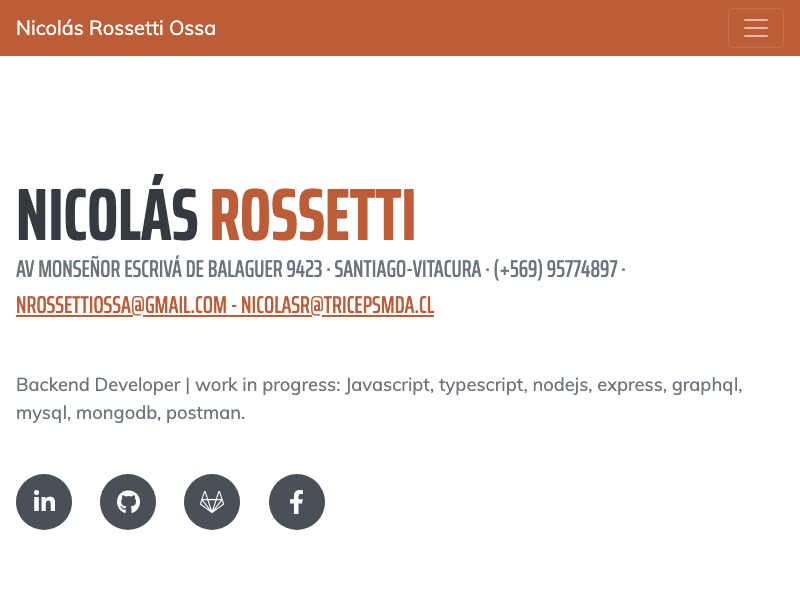 Nicolás Rossetti Ossa
NICOLÁS ROSSETTI
AV MONSEÑOR ESCRIVÁ DE BALAGUER 9423 · SANTIAGO-VITACURA · (+569) 95774897 ·
NROSSETTIOSSA@GMAIL.COM - NICOLASR@TRICEPSMDA.CL
Backend Developer | work in progress: Javascript, typescript, nodejs, express, graphql,
mysql, mongodb, postman.